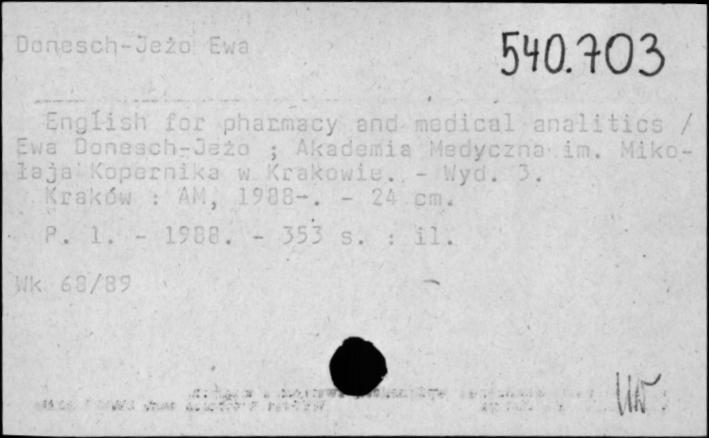 Donesch-Jeżo Ewa
540.703
English for pharmacy and medical analitics /
Ewa Donesch-Jeżo ; Akademia Medyczna im. Miko-
łaja Kopernika w Krakowie. - Wyd. 3.
Kraków : AM, 1988-. - 24 cm.
P. 1. - 1988. - 353 s. : il.
Wk 68/89